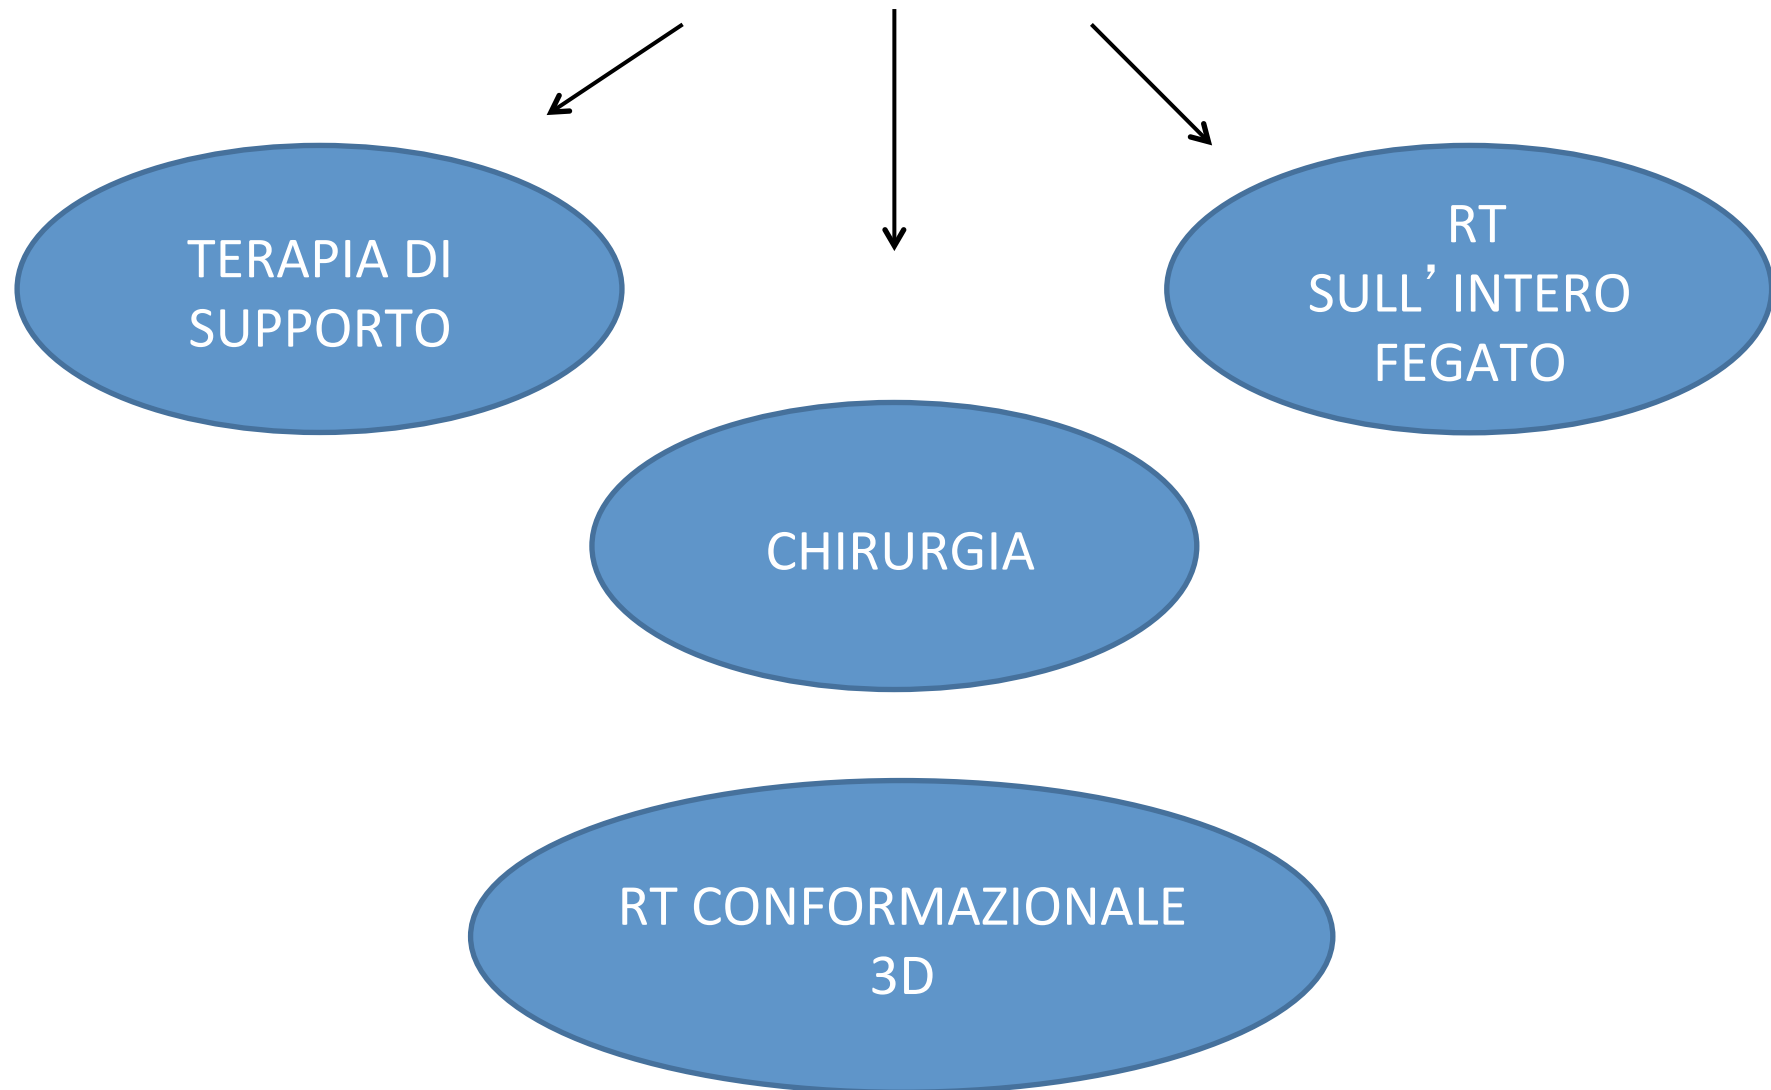 TERAPIA DI
SUPPORTO
RT
SULL’ INTERO
FEGATO
CHIRURGIA
RT CONFORMAZIONALE
3D